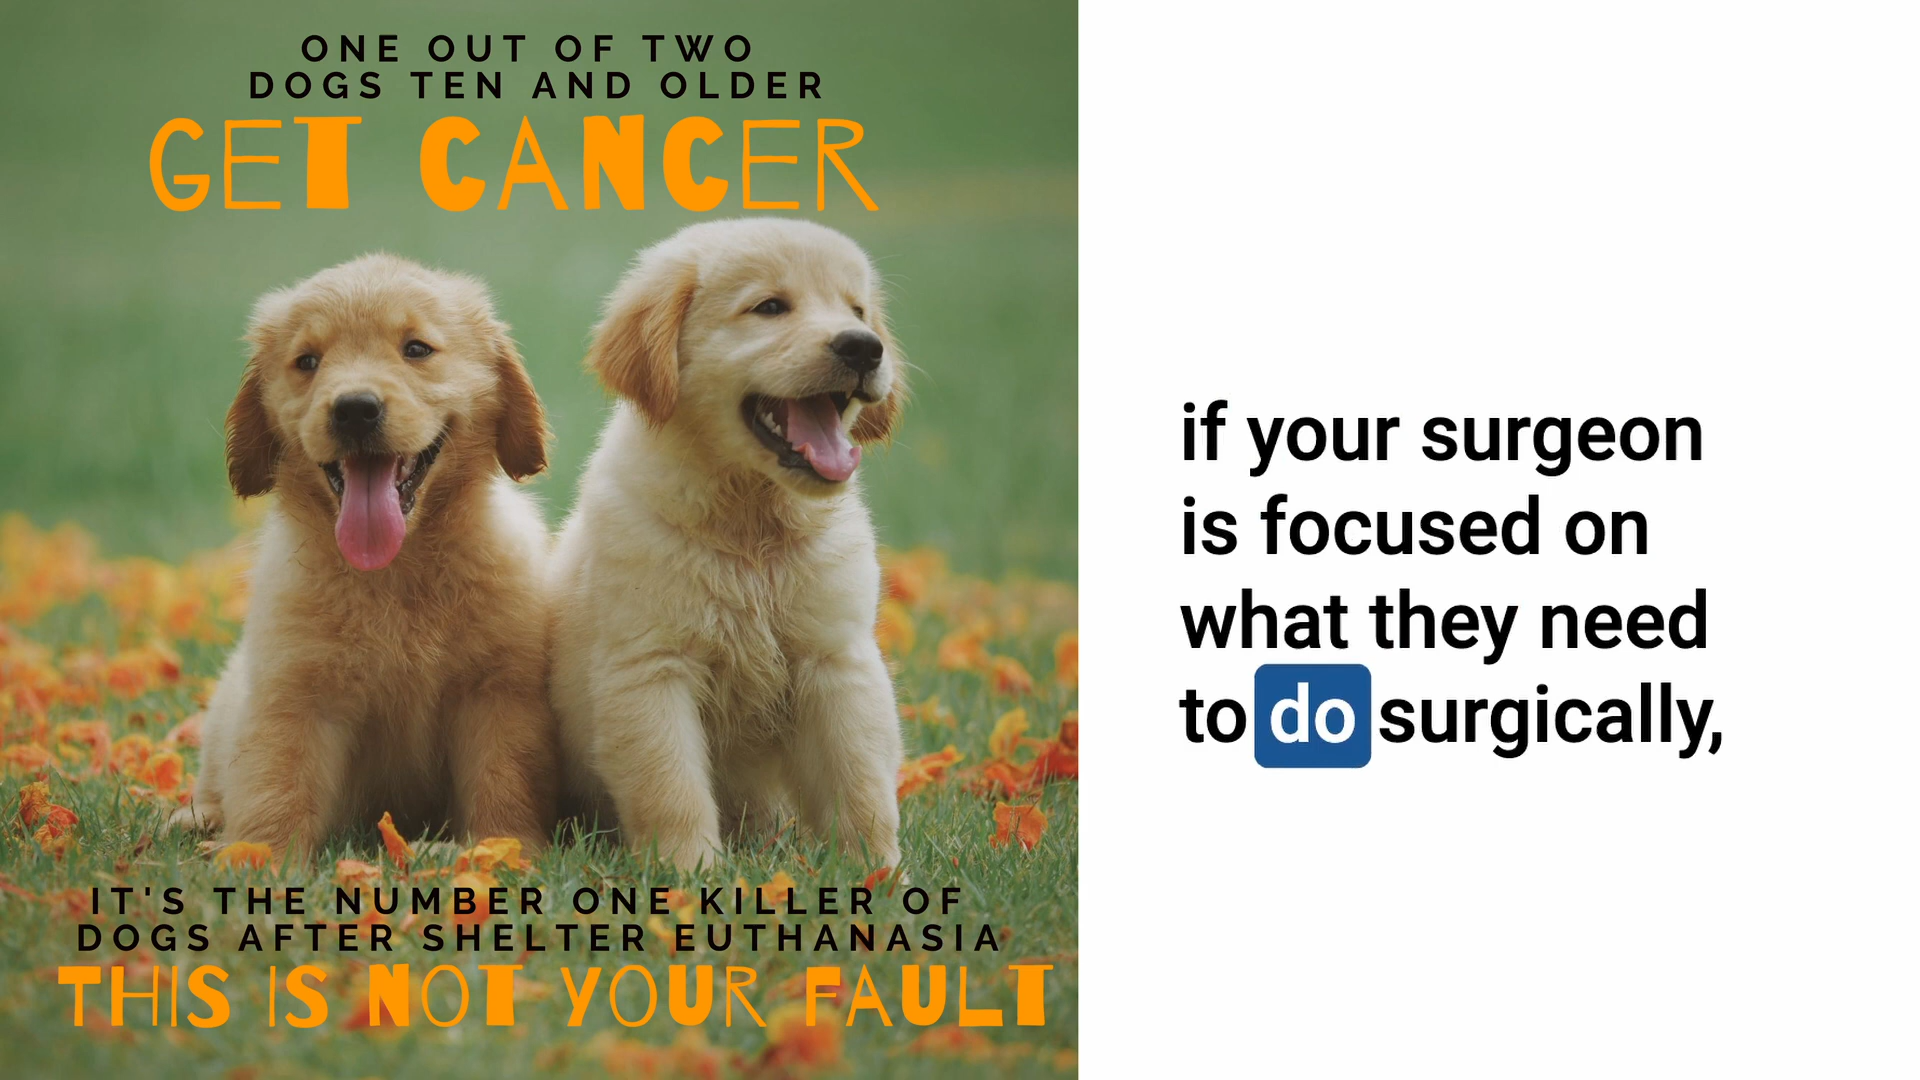 ONE OUT OF TWO
DOGS TEN AND OLDER
GET CANCER
IT'S THE NUMBER ONE KILLER OF
DOGS AFTER SHELTER EUTHANASIA
THIS IS NOT YOUR FAULT
if your surgeon
is focused on
what they need
to do surgically,